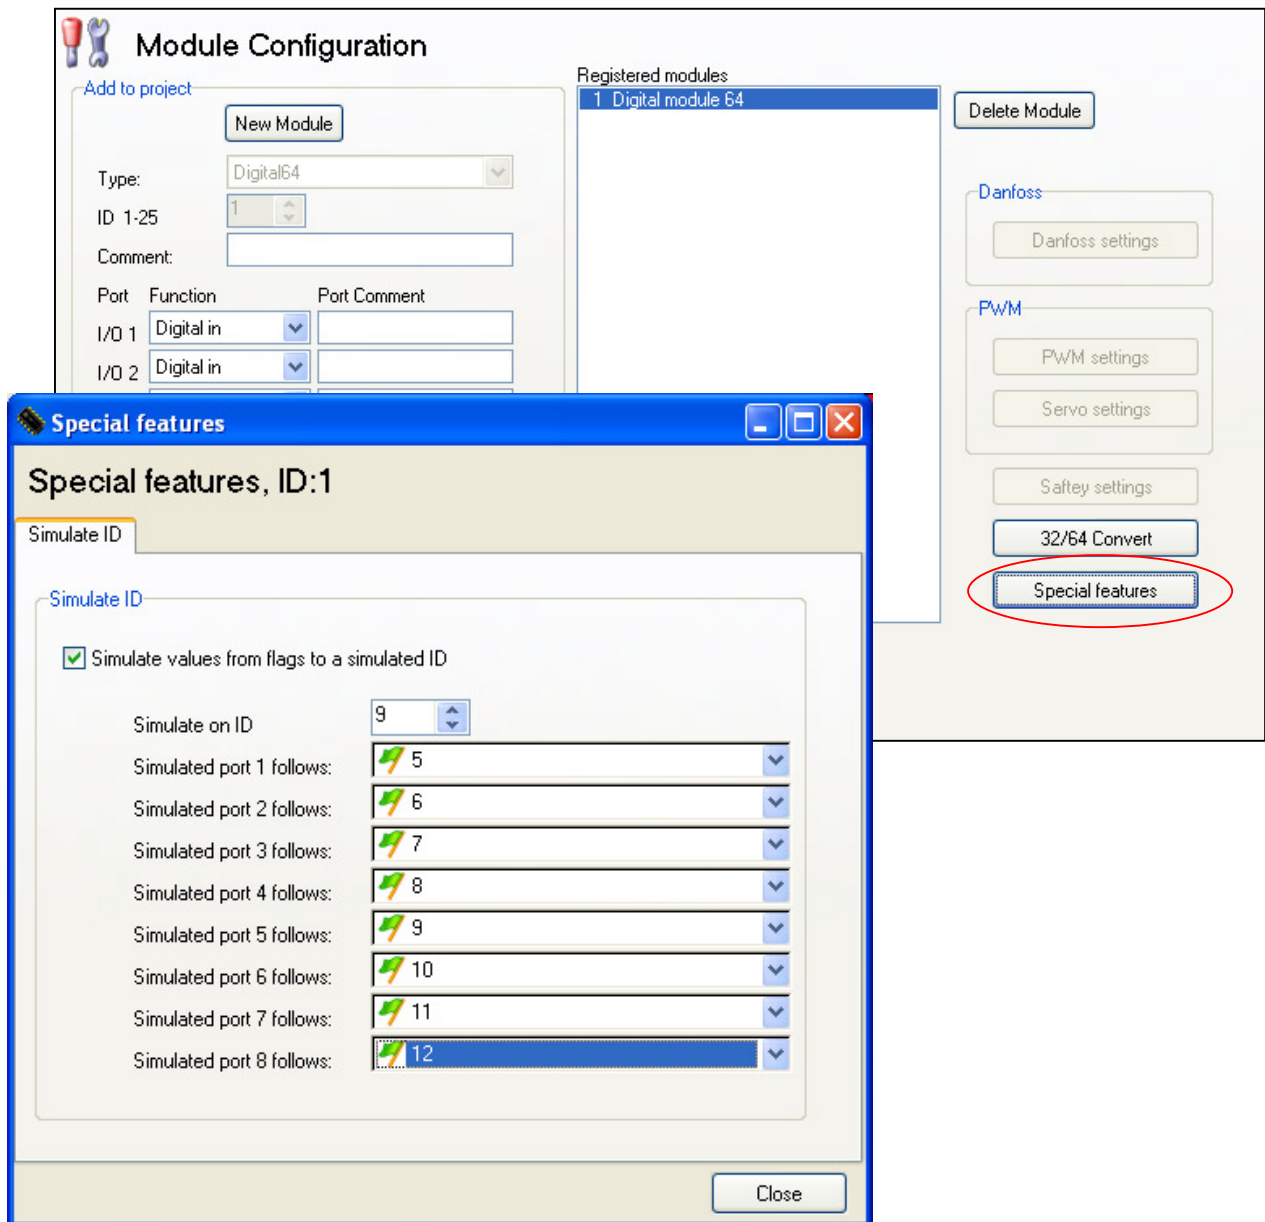 Module Configuration
Add to project
New Module
Type: Digital64
ID 1-25 1
Comment:
Port Function Port Comment
I/O 1 Digital in
I/O 2 Digital in
Registered modules
1 Digital module 64
Delete Module
Danfoss
Danfoss settings
PWM
PWM settings
Servo settings
Saftey settings
32/64 Convert
Special features
Special features
Special features, ID:1
Simulate ID
Simulate ID
Simulate values from flags to a simulated ID
Simulate on ID 9
Simulated port 1 follows: 5
Simulated port 2 follows: 6
Simulated port 3 follows: 7
Simulated port 4 follows: 8
Simulated port 5 follows: 9
Simulated port 6 follows: 10
Simulated port 7 follows: 11
Simulated port 8 follows: 12
Close